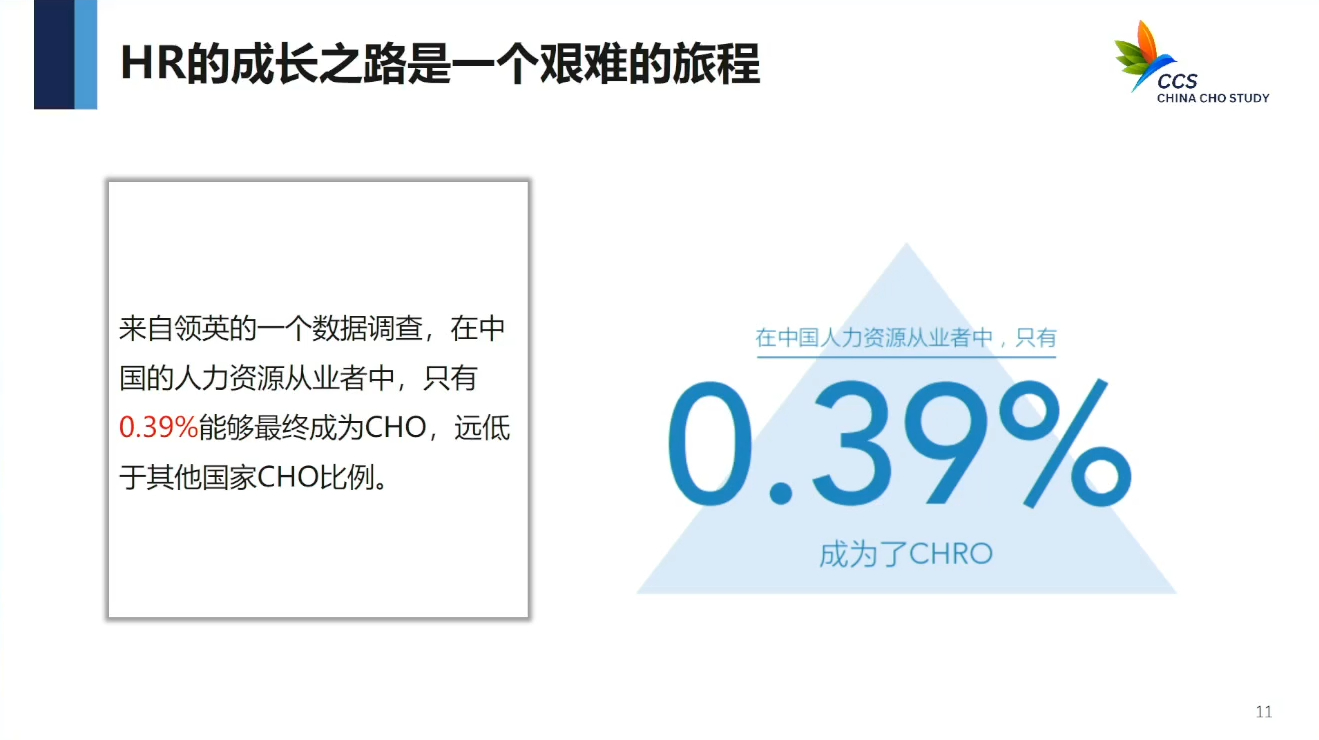 HR的成长之路是一个艰难的旅程
CCS
CHINA CHO STUDY
来自领英的一个数据调查，在中
国的人力资源从业者中，只有
0.39%能够最终成为CHO，远低
于其他国家CHO比例。
在中国人力资源从业者中，只有
0.39%
成为了CHRO
11